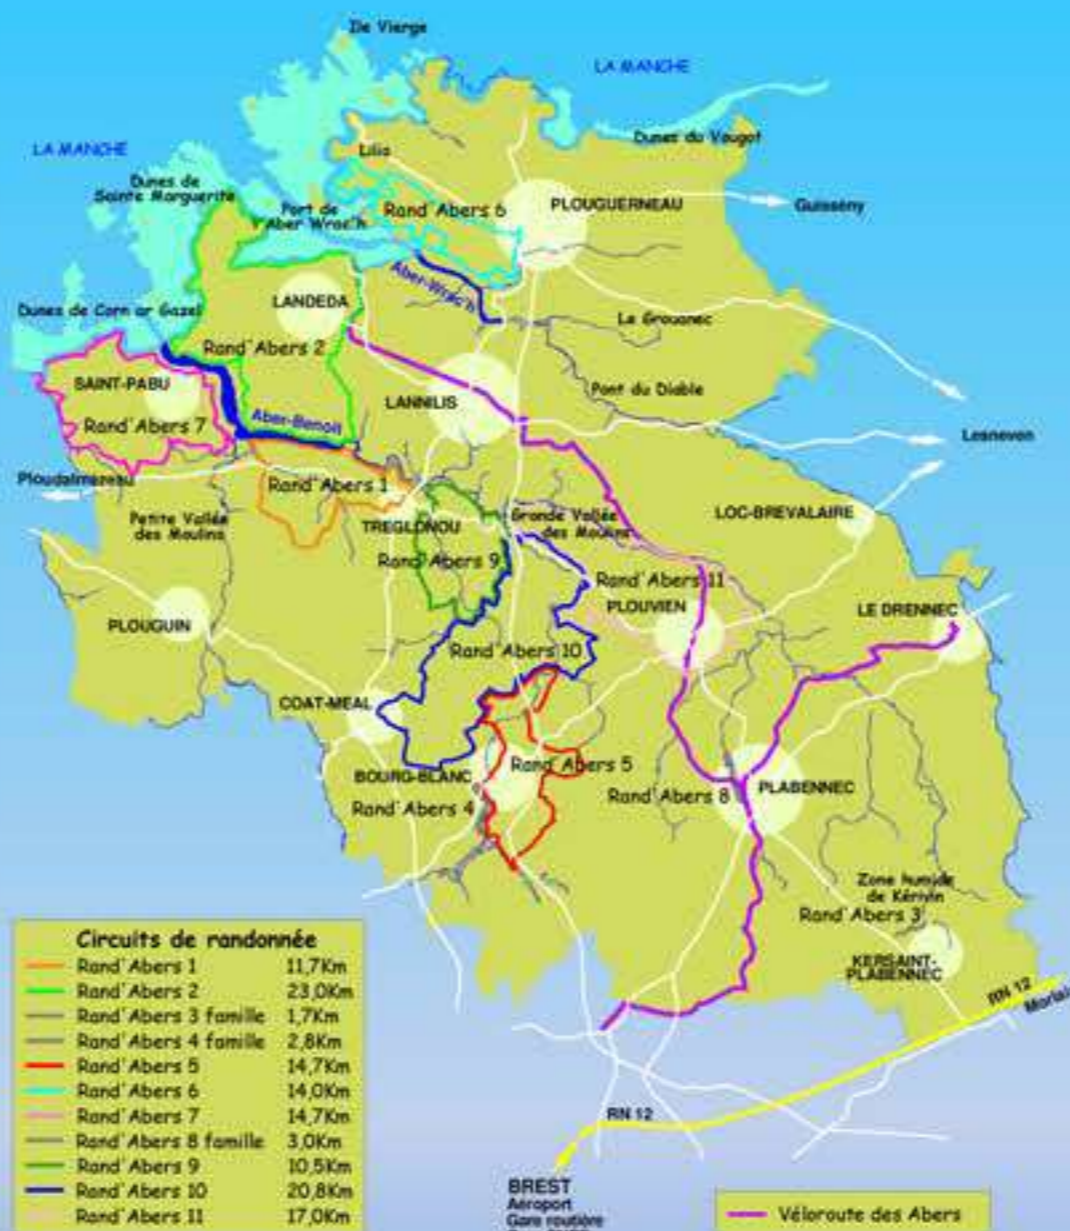 Ile Vierge
LA MANCHE
Dunes du Vougot
LA MANCHE
Lilia
Dunes de
Sainte Marguerite
Port de
l'Aber Wrac'h
Rand'Abers 6
PLOUGUERNEAU
Guissény
Aber-Wrac'h
LANDEDA
Dunes de Corn ar Gazel
Le Grouanec
Rand'Abers 2
SAINT-PABU
Pont du Diable
LANNILIS
Rand'Abers 7
Aber-Benoit
Lesneven
Ploudalmezeau
Rand'Abers 1
Petite Vallée
des Moulins
TREGLONOU
Grande Vallée
des Moulins
LOC-BREVALAIRE
Rand'Abers 9
Rand'Abers 11
PLOUVIEN
LE DRENNEC
PLOUGUIN
Rand'Abers 10
COAT-MEAL
BOURG-BLANC
Rand'Abers 5
Rand'Abers 4
Rand'Abers 8
PLABENNEC
Zone humide
de Kérivin
Rand'Abers 3
KERSAINT-
PLABENNEC
RN 12
RN 12
BREST
Aéroport
Gare routière
Circuits de randonnée
Rand'Abers 1 11,7Km
Rand'Abers 2 23,0Km
Rand'Abers 3 famille 1,7Km
Rand'Abers 4 famille 2,8Km
Rand'Abers 5 14,7Km
Rand'Abers 6 14,0Km
Rand'Abers 7 14,7Km
Rand'Abers 8 famille 3,0Km
Rand'Abers 9 10,5Km
Rand'Abers 10 20,8Km
Rand'Abers 11 17,0Km
Véloroute des Abers